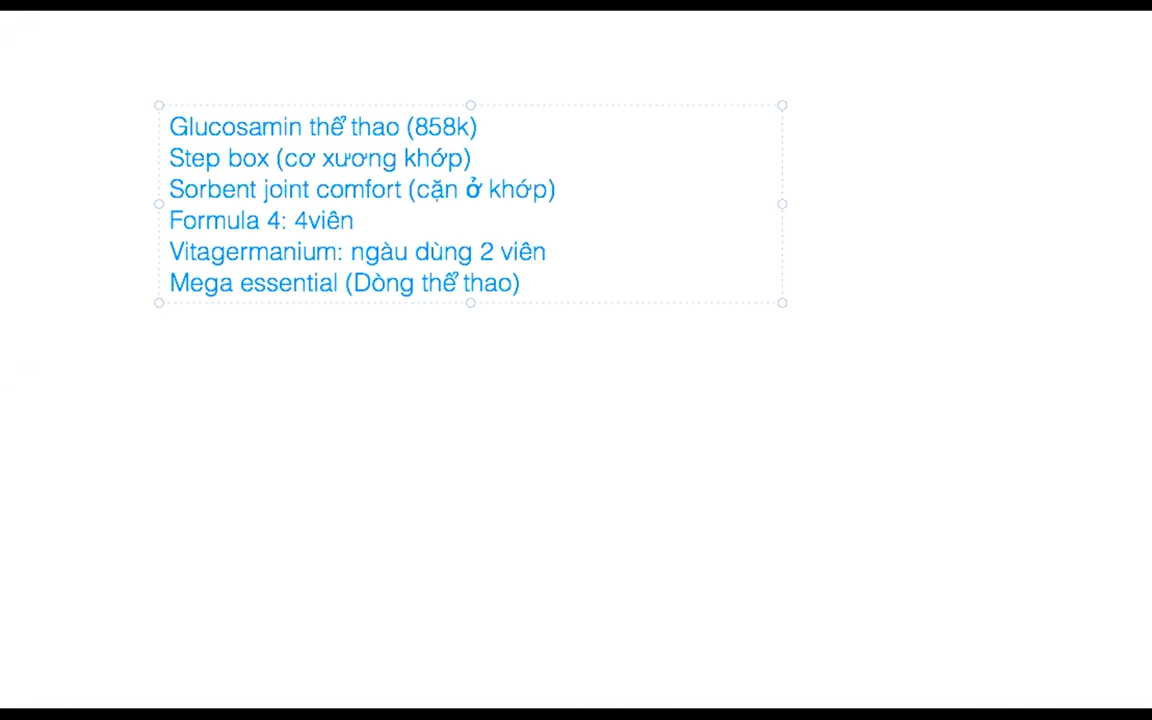 Glucosamin thể thao (858k)
Step box (cơ xương khớp)
Sorbent joint comfort (cặn ở khớp)
Formula 4: 4viên
Vitagermanium: ngàu dùng 2 viên
Mega essential (Dòng thể thao)